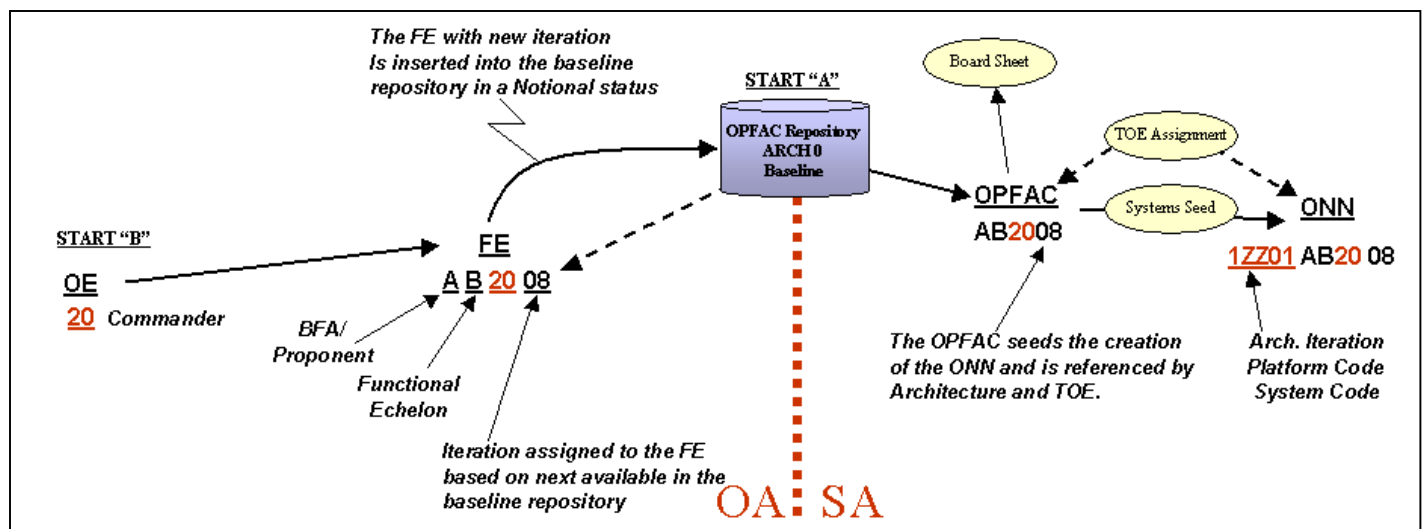 The FE with new iteration
Is inserted into the baseline
repository in a Notional status
START "A"
OPFAC Repository
ARCH 0
Baseline
Board Sheet
TOE Assignment
OPFAC
AB2008
Systems Seed
ONN
1ZZ01 AB20 08
START "B"
OE
20 Commander
FE
A B 20 08
BFA/
Proponent
Functional
Echelon
Iteration assigned to the FE
based on next available in the
baseline repository
The OPFAC seeds the creation
of the ONN and is referenced by
Architecture and TOE.
Arch. Iteration
Platform Code
System Code
OA SA